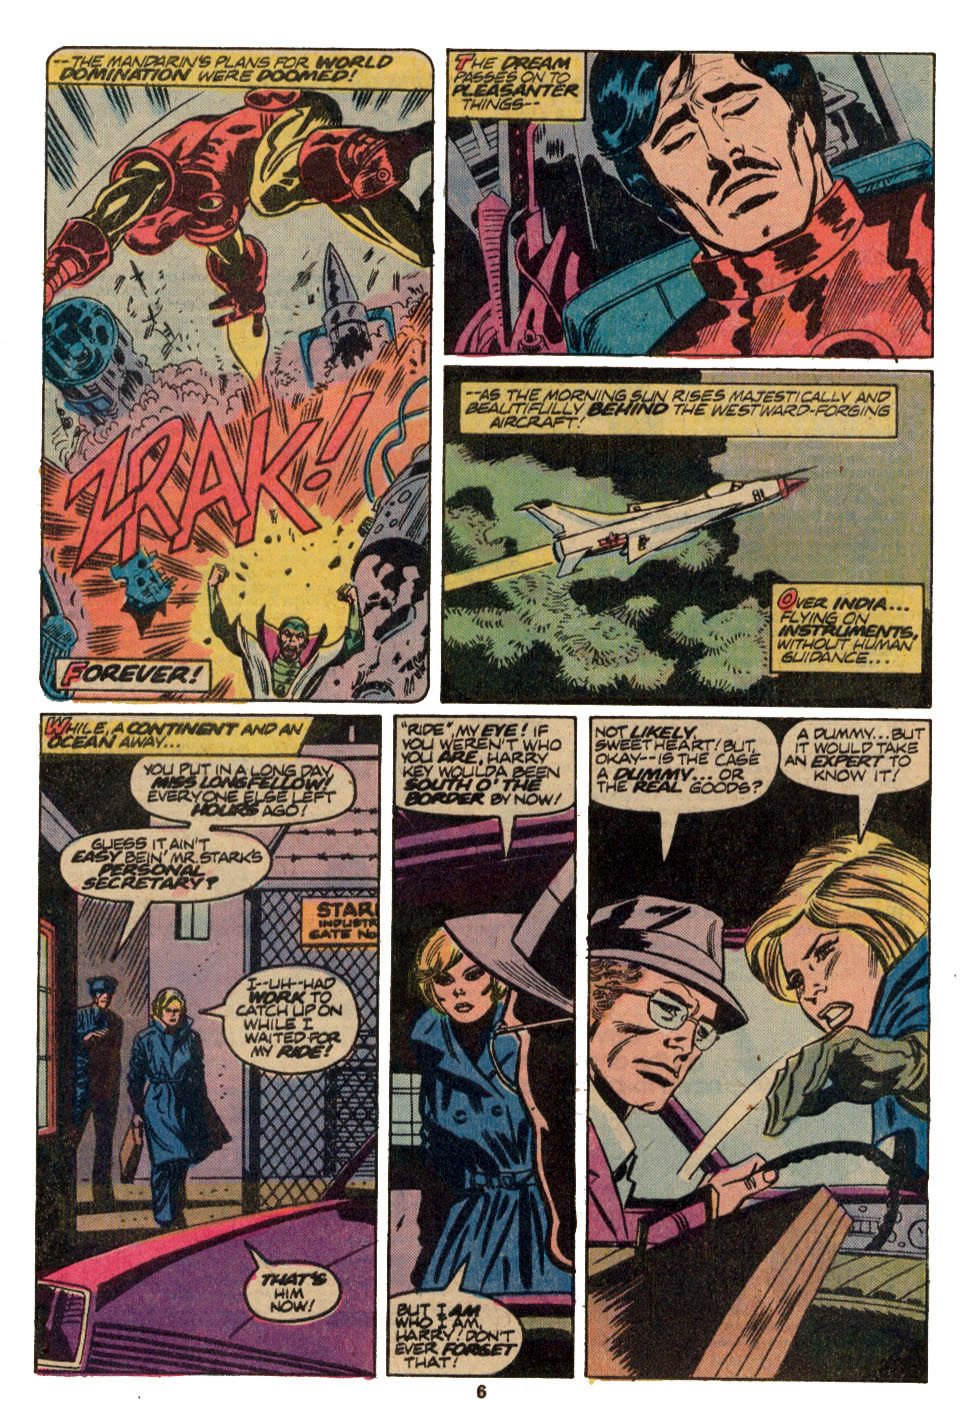 --THE MANDARIN'S PLANS FOR WORLD
DOMINATION WERE DOOMED!
ZRAK!
FOREVER!
THE DREAM
PASSES ON TO
PLEASANTER
THINGS--
--AS THE MORNING SUN RISES MAJESTICALLY AND
BEAUTIFULLY BEHIND THE WESTWARD-FORGING
AIRCRAFT!
81
OVER INDIA...
FLYING ON
INSTRUMENTS,
WITHOUT HUMAN
GUIDANCE...
WHILE, A CONTINENT AND AN
OCEAN AWAY...
YOU PUT IN A LONG DAY,
MISS LONGFELLOW!
EVERYONE ELSE LEFT
HOURS AGO!
GUESS IT AIN'T
EASY BEIN' MR. STARK'S
PERSONAL
SECRETARY?
STAR
INDUSTR
GATE No
I--UH--HAD
WORK TO
CATCH UP ON
WHILE I
WAITED FOR
MY RIDE!
THAT'S
HIM
NOW!
"RIDE", MY EYE! IF
YOU WEREN'T WHO
YOU ARE, HARRY
KEY WOULDA BEEN
SOUTH O' THE
BORDER BY NOW!
BUT I AM
WHO I AM,
HARRY! DON'T
EVER FORGET
THAT!
NOT LIKELY,
SWEETHEART! BUT,
OKAY--IS THE CASE
A DUMMY... OR
THE REAL GOODS?
A DUMMY...BUT
IT WOULD TAKE
AN EXPERT TO
KNOW IT!
6